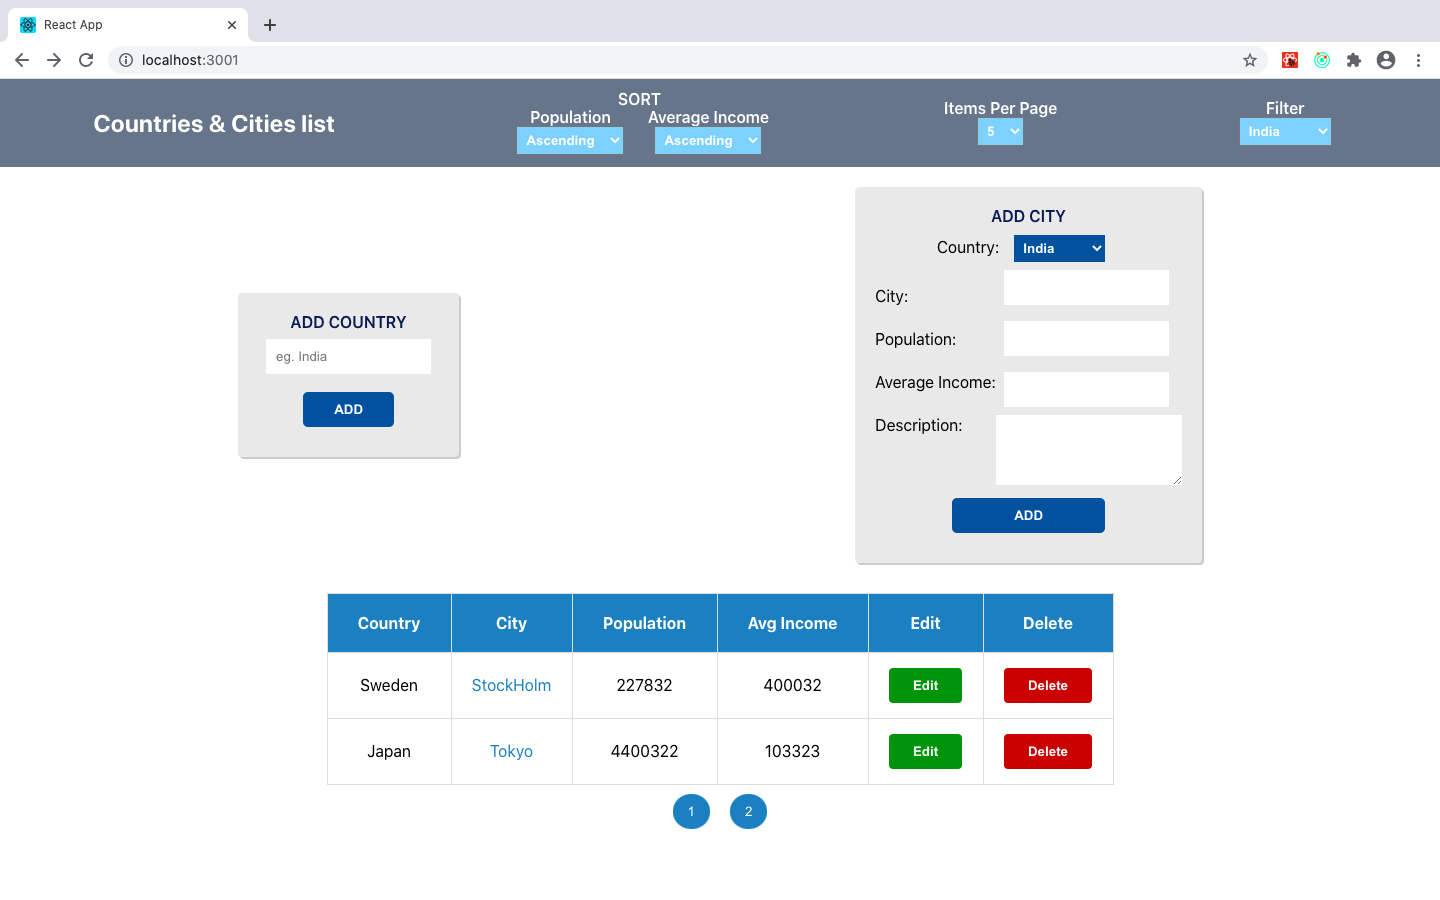 React App
localhost:3001
Countries & Cities list
SORT
Population Average Income
Ascending Ascending
Items Per Page
5
Filter
India
ADD COUNTRY
eg. India
ADD
ADD CITY
Country: India
City:
Population:
Average Income:
Description:
ADD
Country City Population Avg Income Edit Delete
Sweden StockHolm 227832 400032 Edit Delete
Japan Tokyo 4400322 103323 Edit Delete
1 2